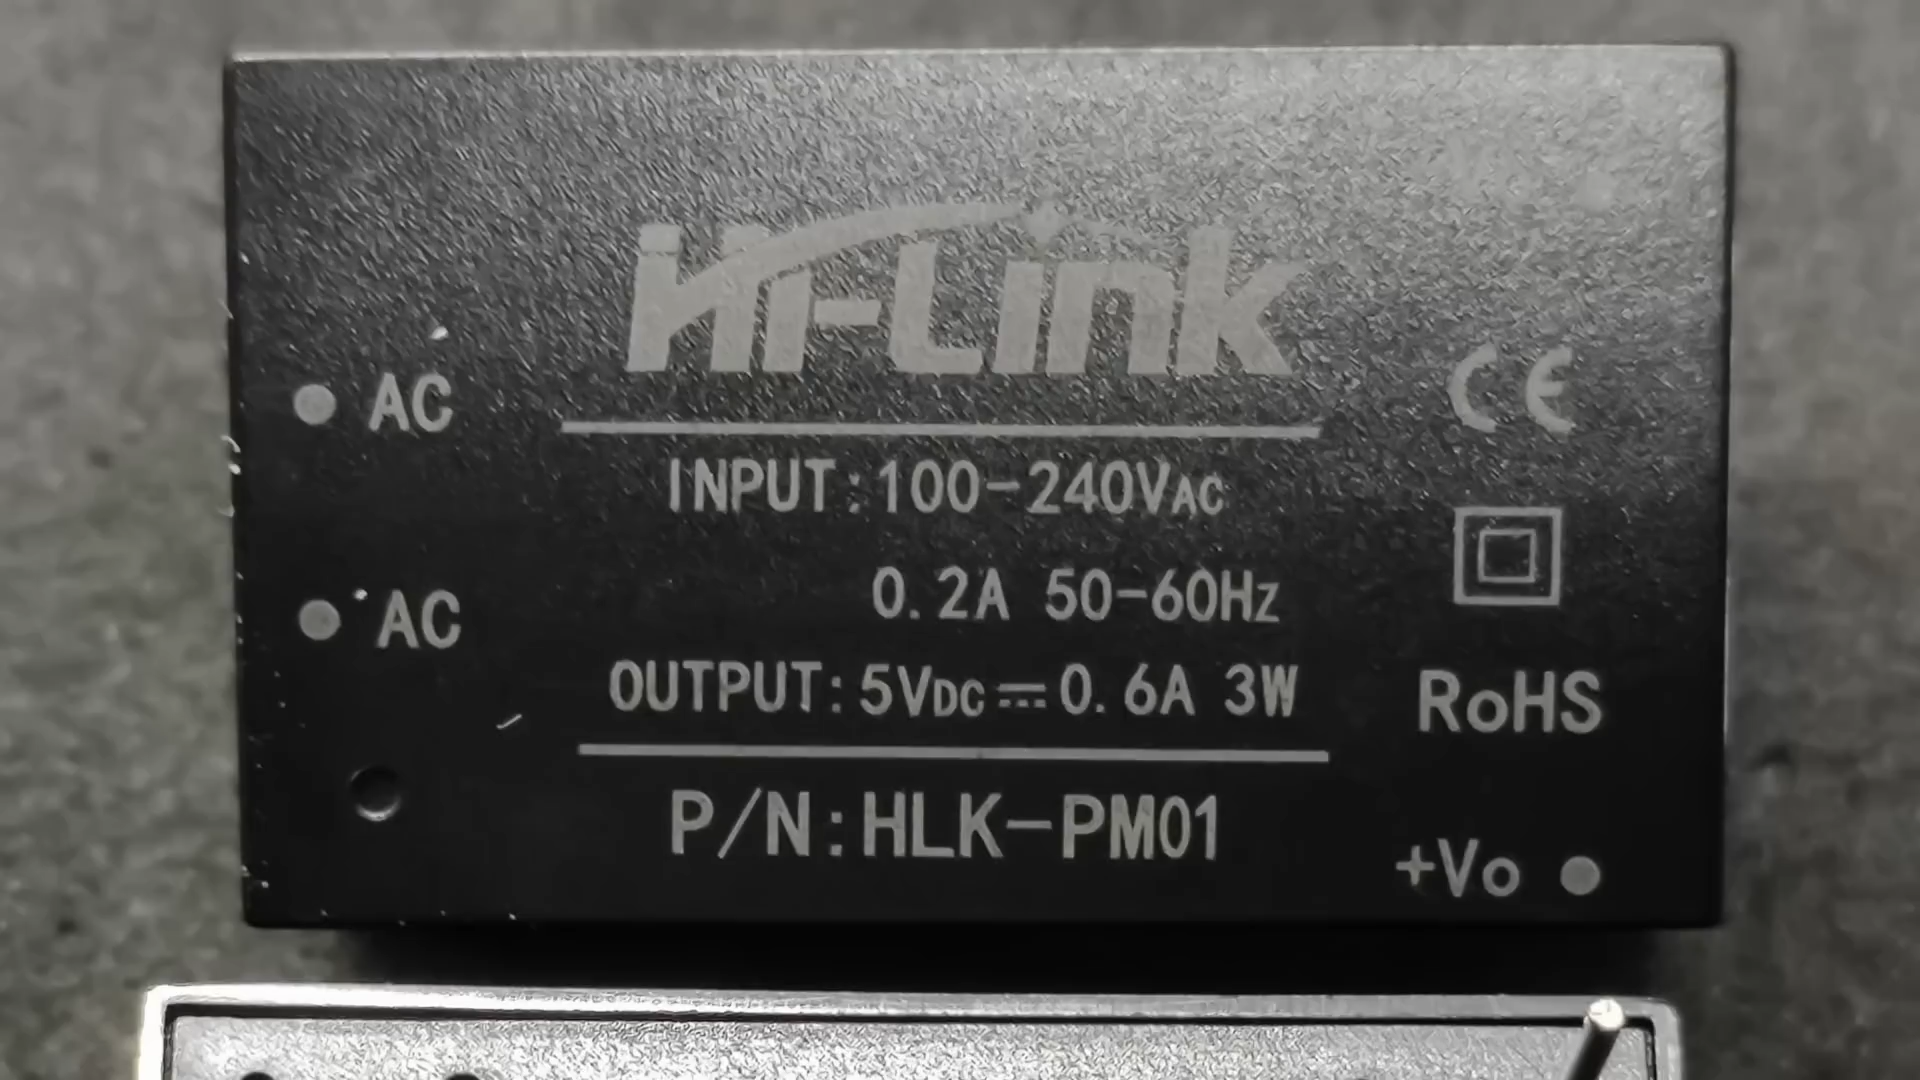 Hi-Link
CE
AC
INPUT:100-240VAC
0.2A 50-60Hz
AC
OUTPUT:5VDC⎓0.6A 3W
RoHS
P/N:HLK-PM01
+Vo